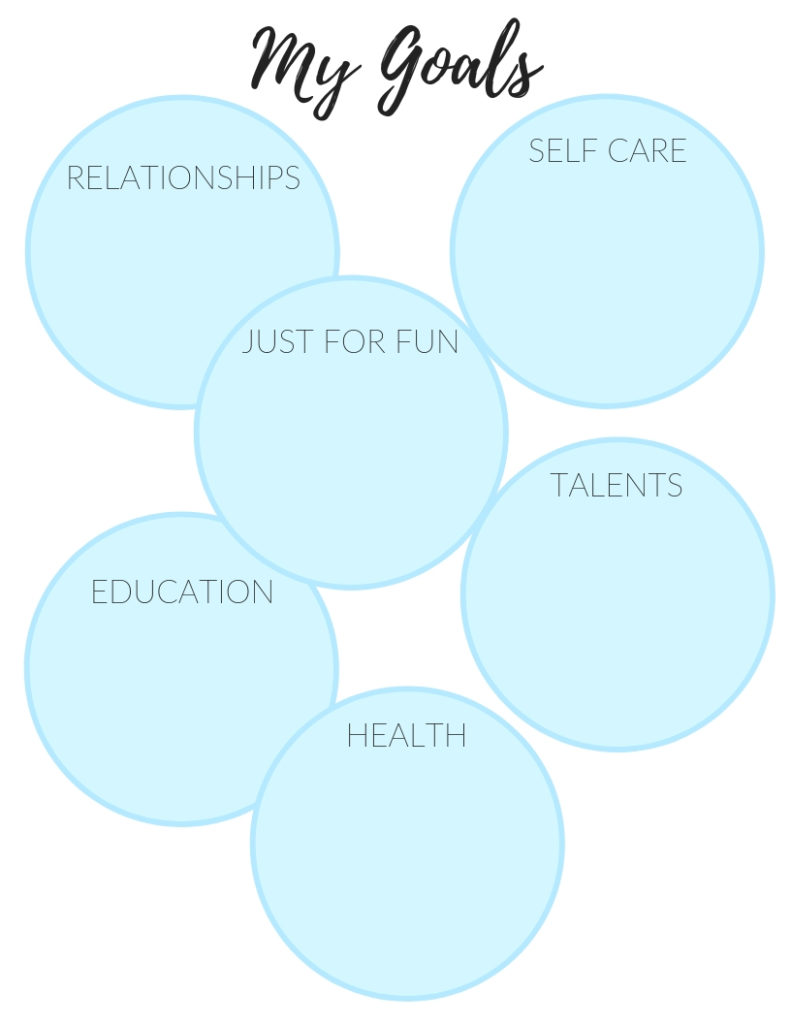 My Goals
RELATIONSHIPS
SELF CARE
JUST FOR FUN
TALENTS
EDUCATION
HEALTH